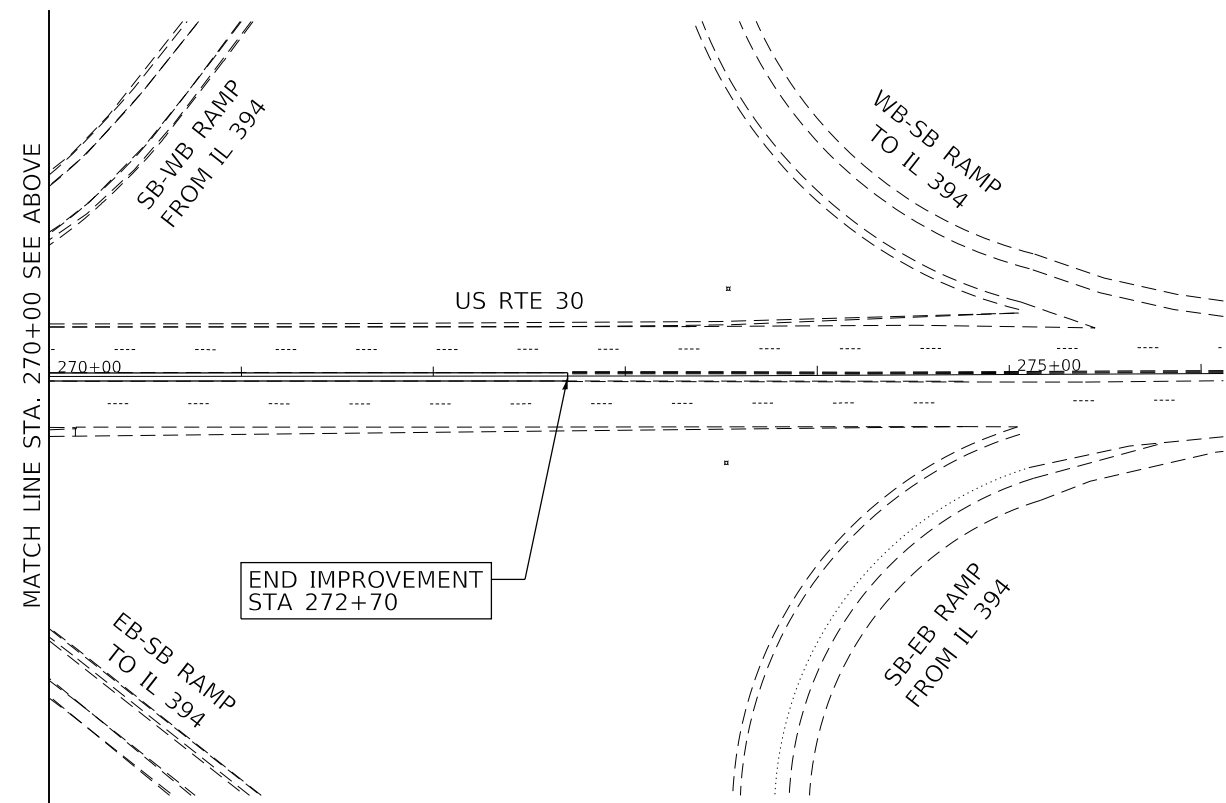 MATCH LINE STA. 270+00 SEE ABOVE
SB-WB RAMP
FROM IL 394
WB-SB RAMP
TO IL 394
US RTE 30
270+00
275+00
END IMPROVEMENT
STA 272+70
EB-SB RAMP
TO IL 394
SB-EB RAMP
FROM IL 394